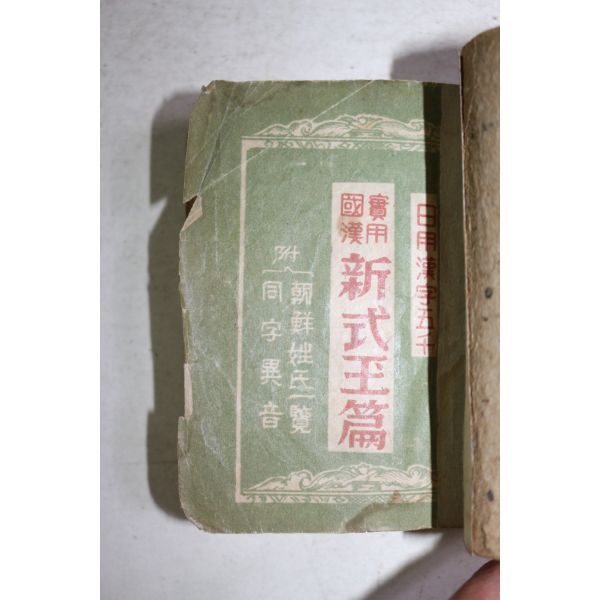 日用漢字五千
實用
國漢
新式玉篇
附
朝鮮姓氏一覽
同字異音